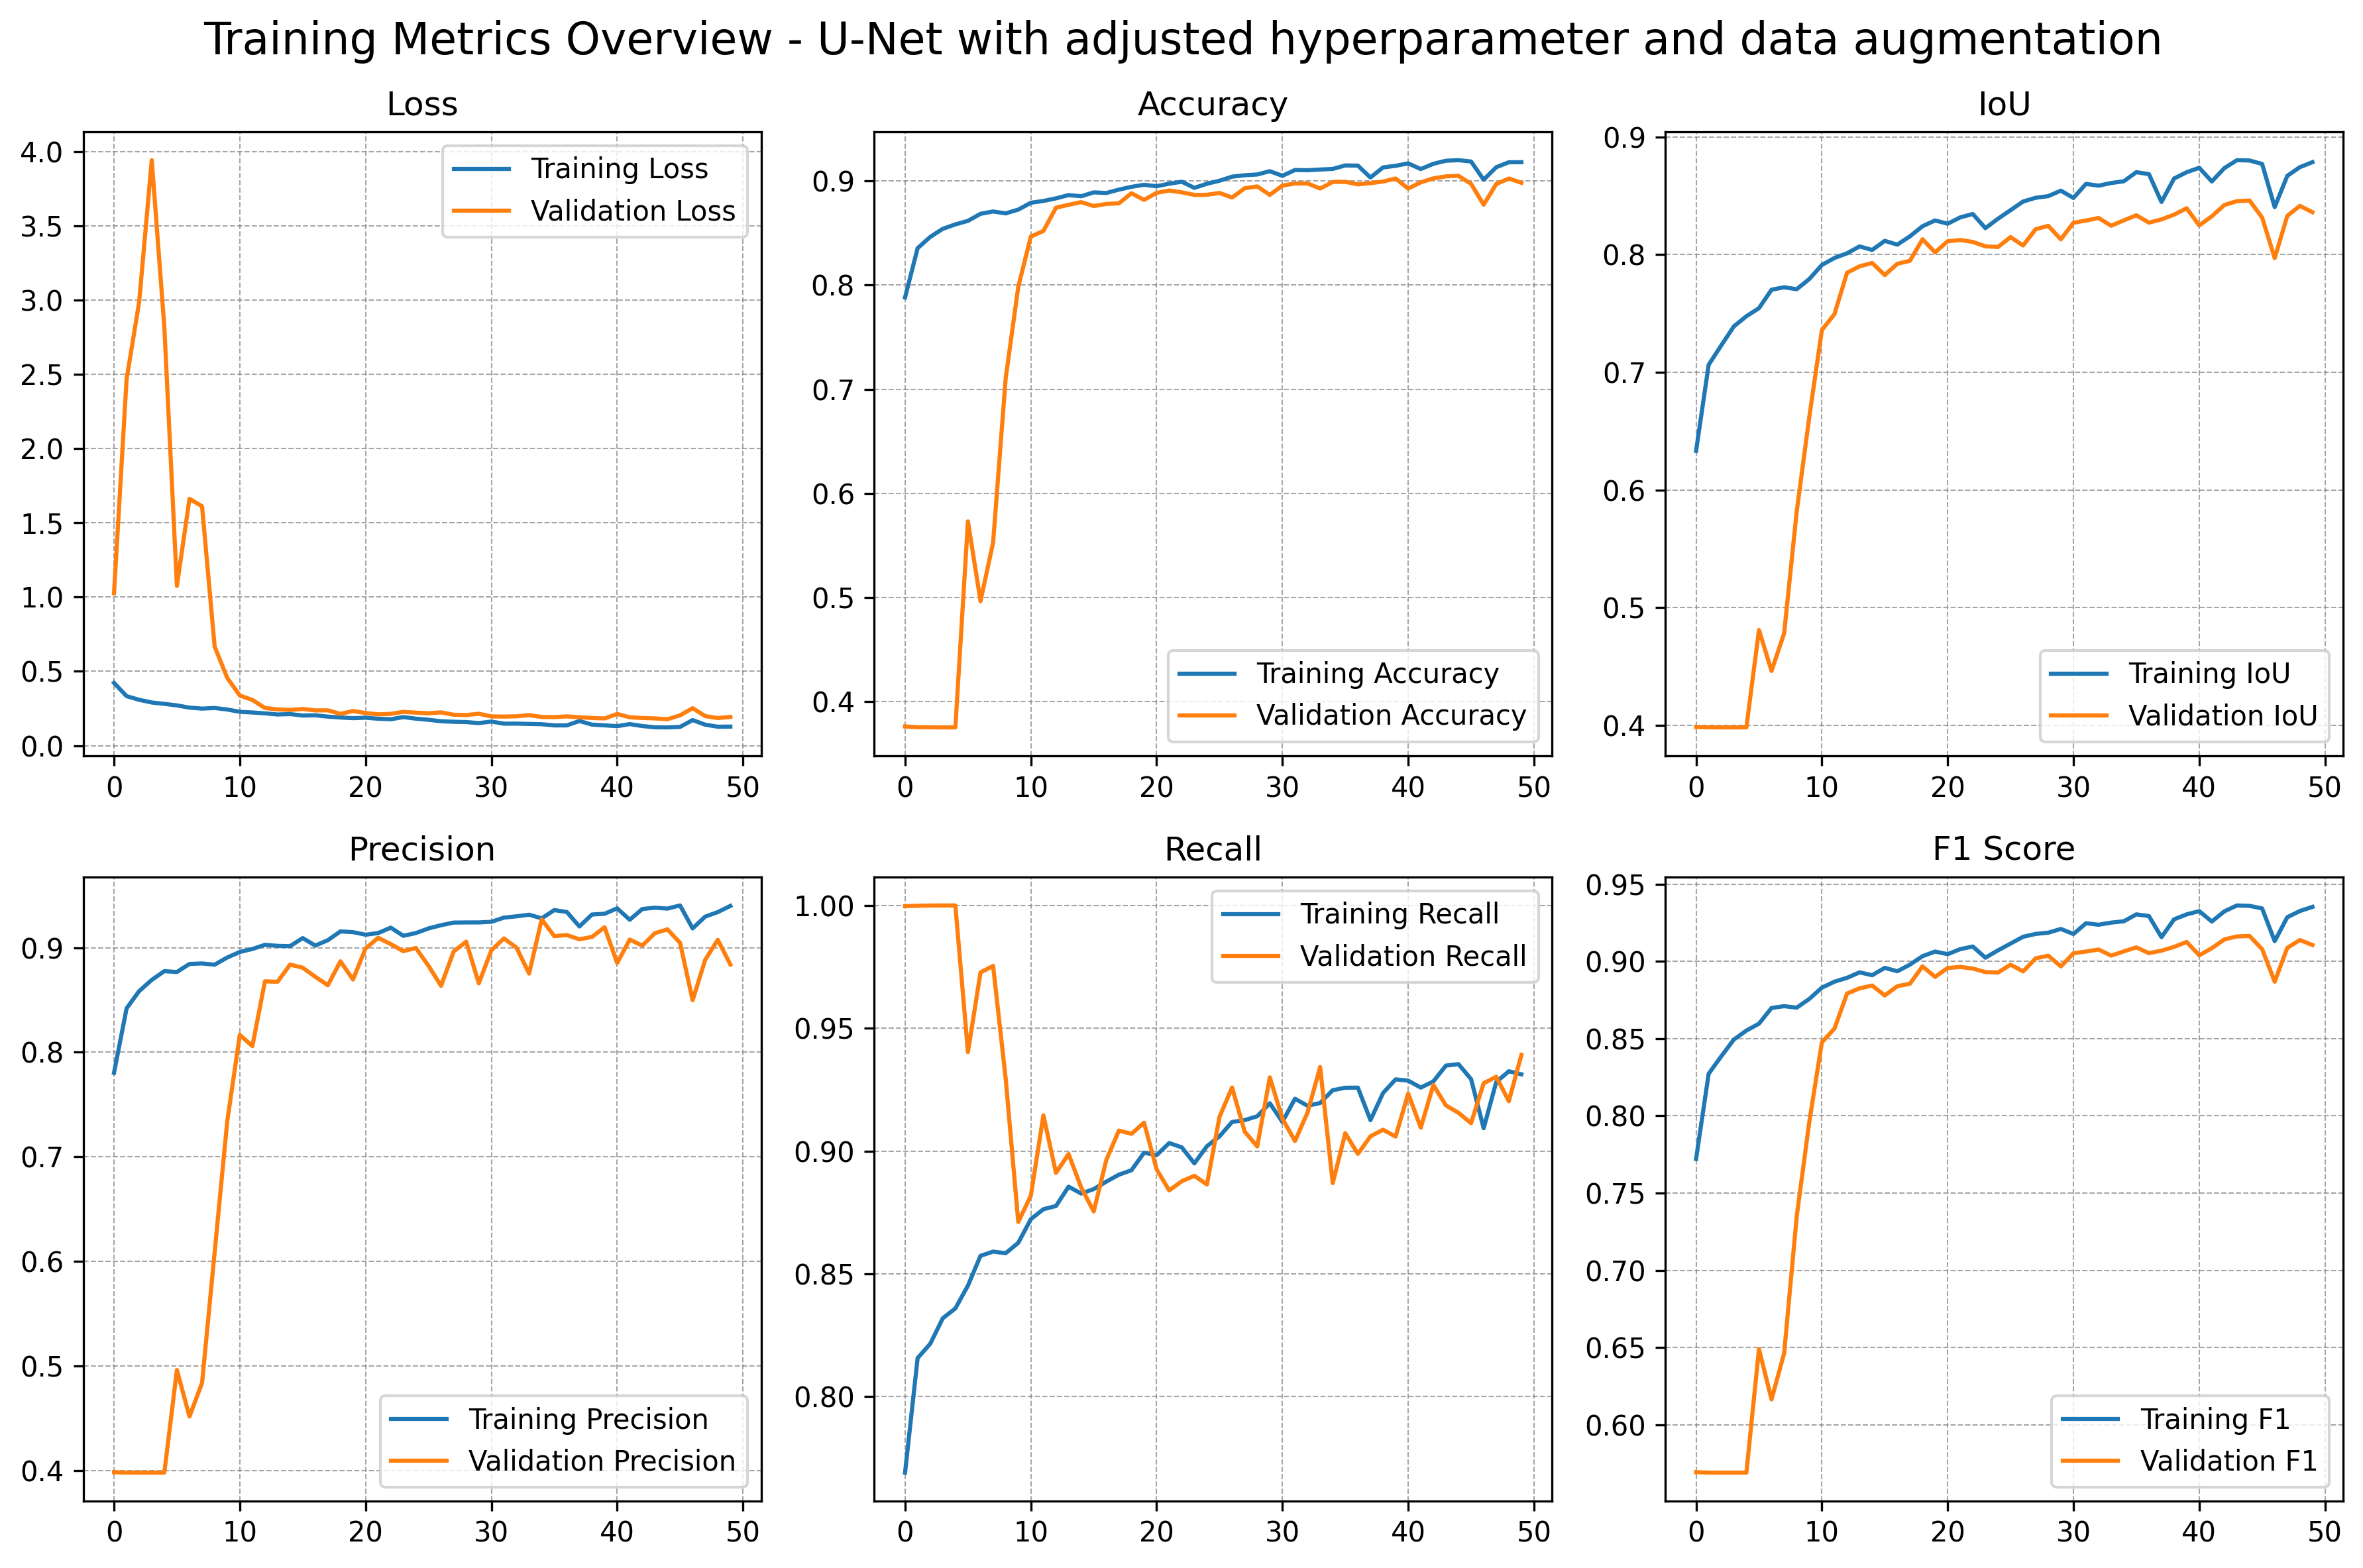 Training Metrics Overview - U-Net with adjusted hyperparameter and data augmentation
Loss
4.0
3.5
3.0
2.5
2.0
1.5
1.0
0.5
0.0
0 10 20 30 40 50
Training Loss
Validation Loss
Accuracy
0.9
0.8
0.7
0.6
0.5
0.4
0 10 20 30 40 50
Training Accuracy
Validation Accuracy
IoU
0.9
0.8
0.7
0.6
0.5
0.4
0 10 20 30 40 50
Training IoU
Validation IoU
Precision
0.9
0.8
0.7
0.6
0.5
0.4
0 10 20 30 40 50
Training Precision
Validation Precision
Recall
1.00
0.95
0.90
0.85
0.80
0 10 20 30 40 50
Training Recall
Validation Recall
F1 Score
0.95
0.90
0.85
0.80
0.75
0.70
0.65
0.60
0 10 20 30 40 50
Training F1
Validation F1